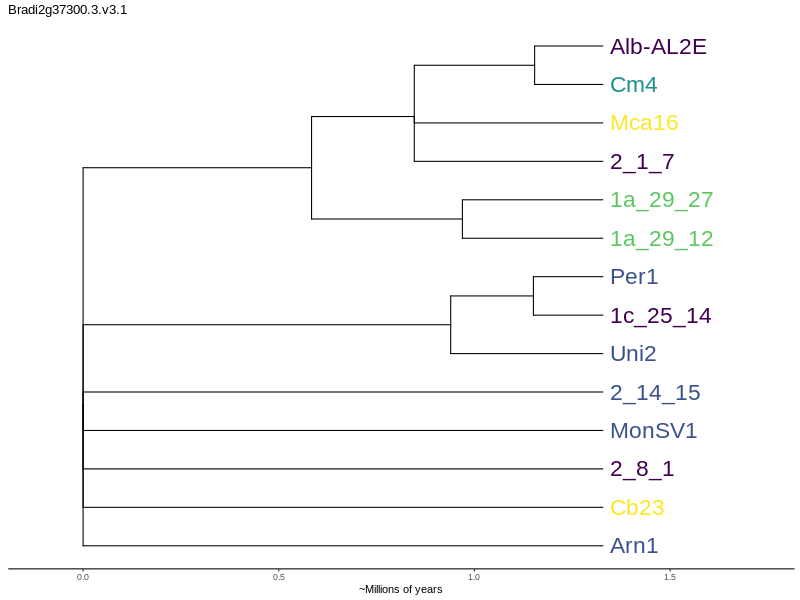 Bradi2g37300.3.v3.1
Alb-AL2E
Cm4
Mca16
2_1_7
1a_29_27
1a_29_12
Per1
1c_25_14
Uni2
2_14_15
MonSV1
2_8_1
Cb23
Arn1
0.0 0.5 1.0 1.5
~Millions of years